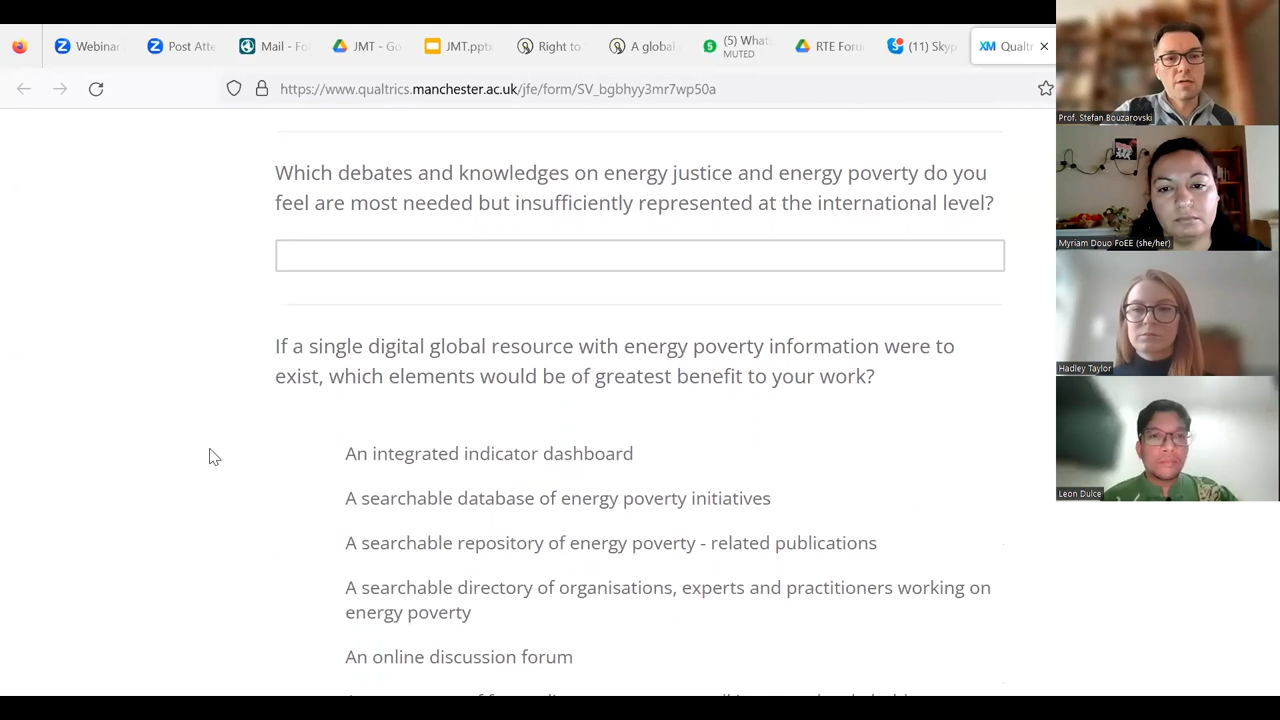 Webinar
Post Atte
Mail - Fo
JMT - Go
JMT.pptx
Right to
A global
(5) What
MUTED
RTE Foru
(11) Skyp
Qualtr
https://www.qualtrics.manchester.ac.uk/jfe/form/SV_bgbhyy3mr7wp50a
Which debates and knowledges on energy justice and energy poverty do you
feel are most needed but insufficiently represented at the international level?
If a single digital global resource with energy poverty information were to
exist, which elements would be of greatest benefit to your work?
An integrated indicator dashboard
A searchable database of energy poverty initiatives
A searchable repository of energy poverty - related publications
A searchable directory of organisations, experts and practitioners working on
energy poverty
An online discussion forum
Prof. Stefan Bouzarovski
Myriam Douo FoEE (she/her)
Hadley Taylor
Leon Dulce